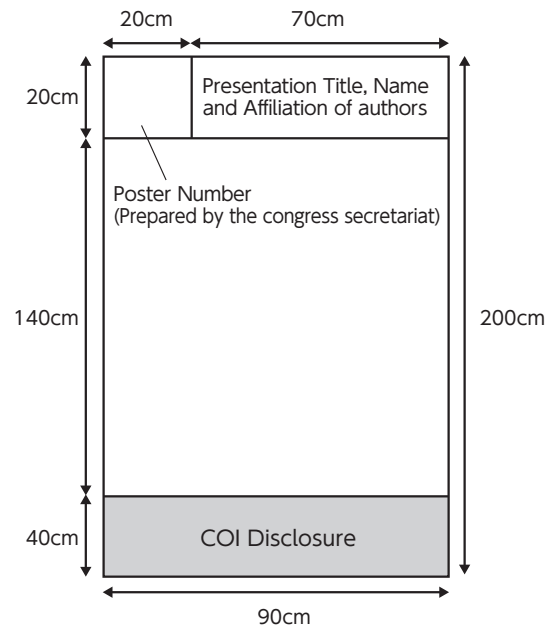 20cm
70cm
20cm
Presentation Title, Name
and Affiliation of authors
Poster Number
(Prepared by the congress secretariat)
140cm
200cm
40cm
COI Disclosure
90cm